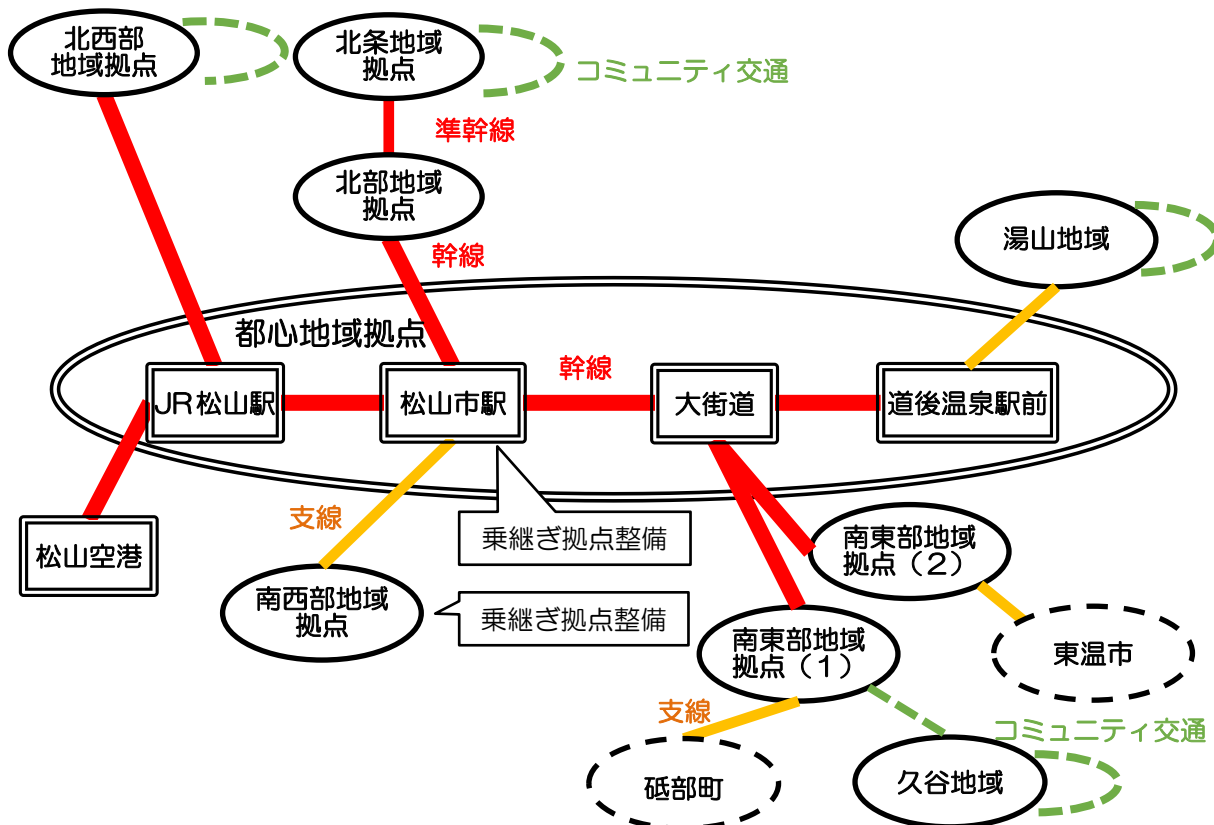 北西部
地域拠点
北条地域
拠点
コミュニティ交通
準幹線
北部地域
拠点
幹線
湯山地域
都心地域拠点
幹線
JR松山駅
松山市駅
大街道
道後温泉駅前
支線
乗継ぎ拠点整備
松山空港
南東部地域
拠点（2）
南西部地域
拠点
乗継ぎ拠点整備
南東部地域
拠点（1）
東温市
支線
コミュニティ交通
砥部町
久谷地域